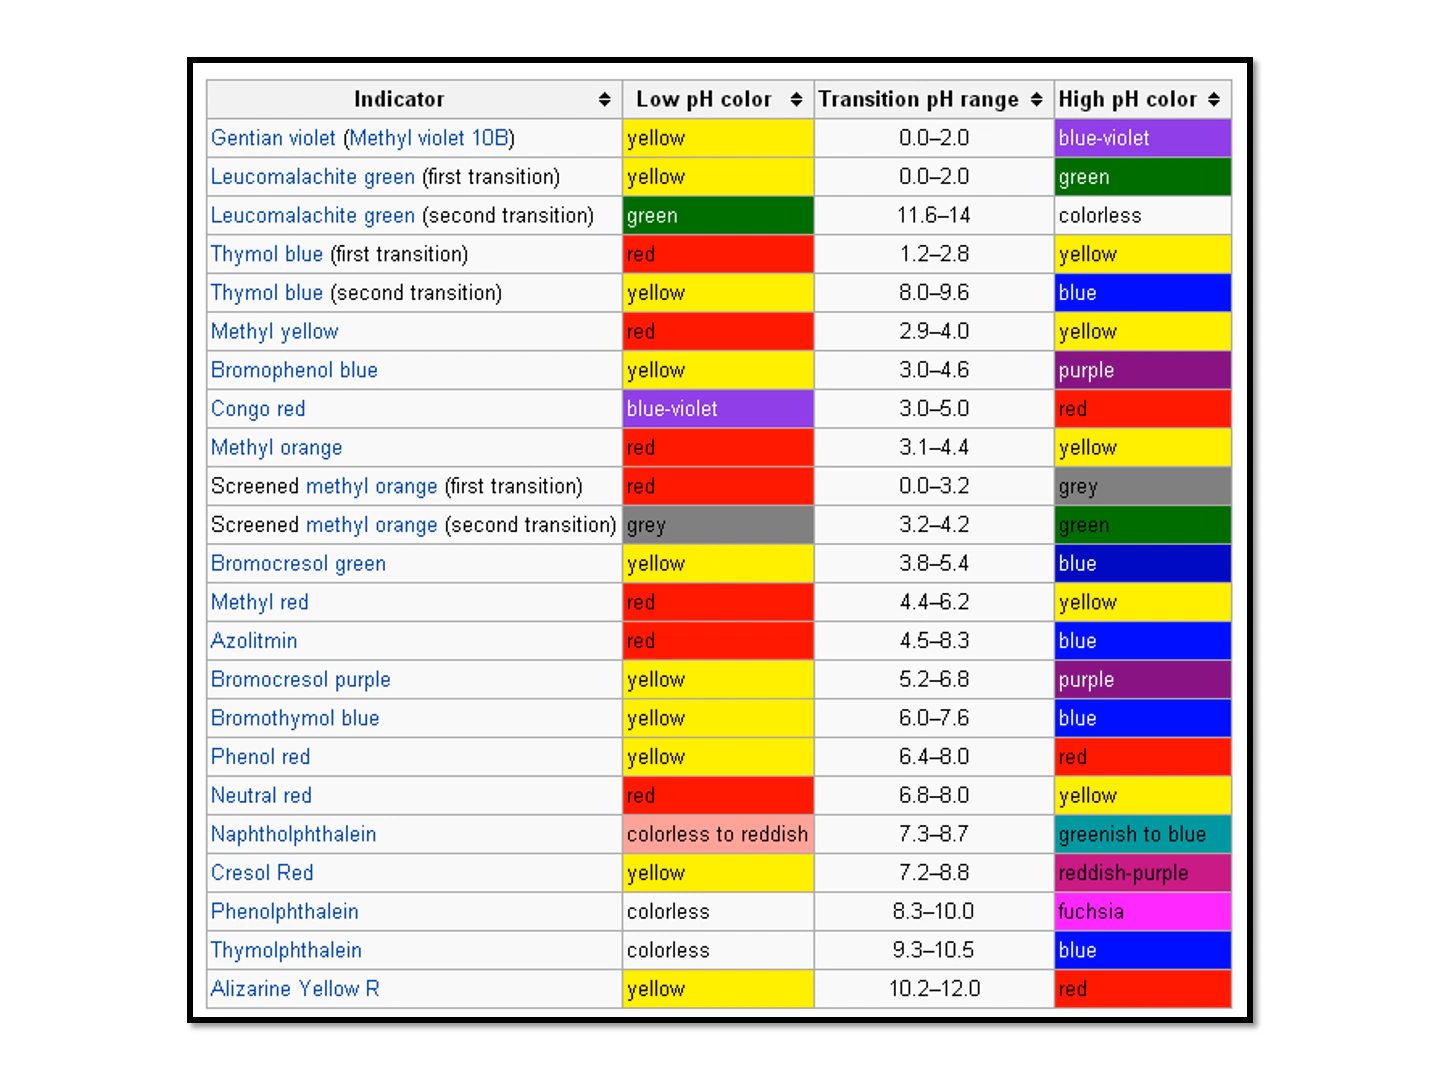 Indicator Low pH color Transition pH range High pH color
Gentian violet (Methyl violet 10B) yellow 0.0–2.0 blue-violet
Leucomalachite green (first transition) yellow 0.0–2.0 green
Leucomalachite green (second transition) green 11.6–14 colorless
Thymol blue (first transition) red 1.2–2.8 yellow
Thymol blue (second transition) yellow 8.0–9.6 blue
Methyl yellow red 2.9–4.0 yellow
Bromophenol blue yellow 3.0–4.6 purple
Congo red blue-violet 3.0–5.0 red
Methyl orange red 3.1–4.4 yellow
Screened methyl orange (first transition) red 0.0–3.2 grey
Screened methyl orange (second transition) grey 3.2–4.2 green
Bromocresol green yellow 3.8–5.4 blue
Methyl red red 4.4–6.2 yellow
Azolitmin red 4.5–8.3 blue
Bromocresol purple yellow 5.2–6.8 purple
Bromothymol blue yellow 6.0–7.6 blue
Phenol red yellow 6.4–8.0 red
Neutral red red 6.8–8.0 yellow
Naphtholphthalein colorless to reddish 7.3–8.7 greenish to blue
Cresol Red yellow 7.2–8.8 reddish-purple
Phenolphthalein colorless 8.3–10.0 fuchsia
Thymolphthalein colorless 9.3–10.5 blue
Alizarine Yellow R yellow 10.2–12.0 red